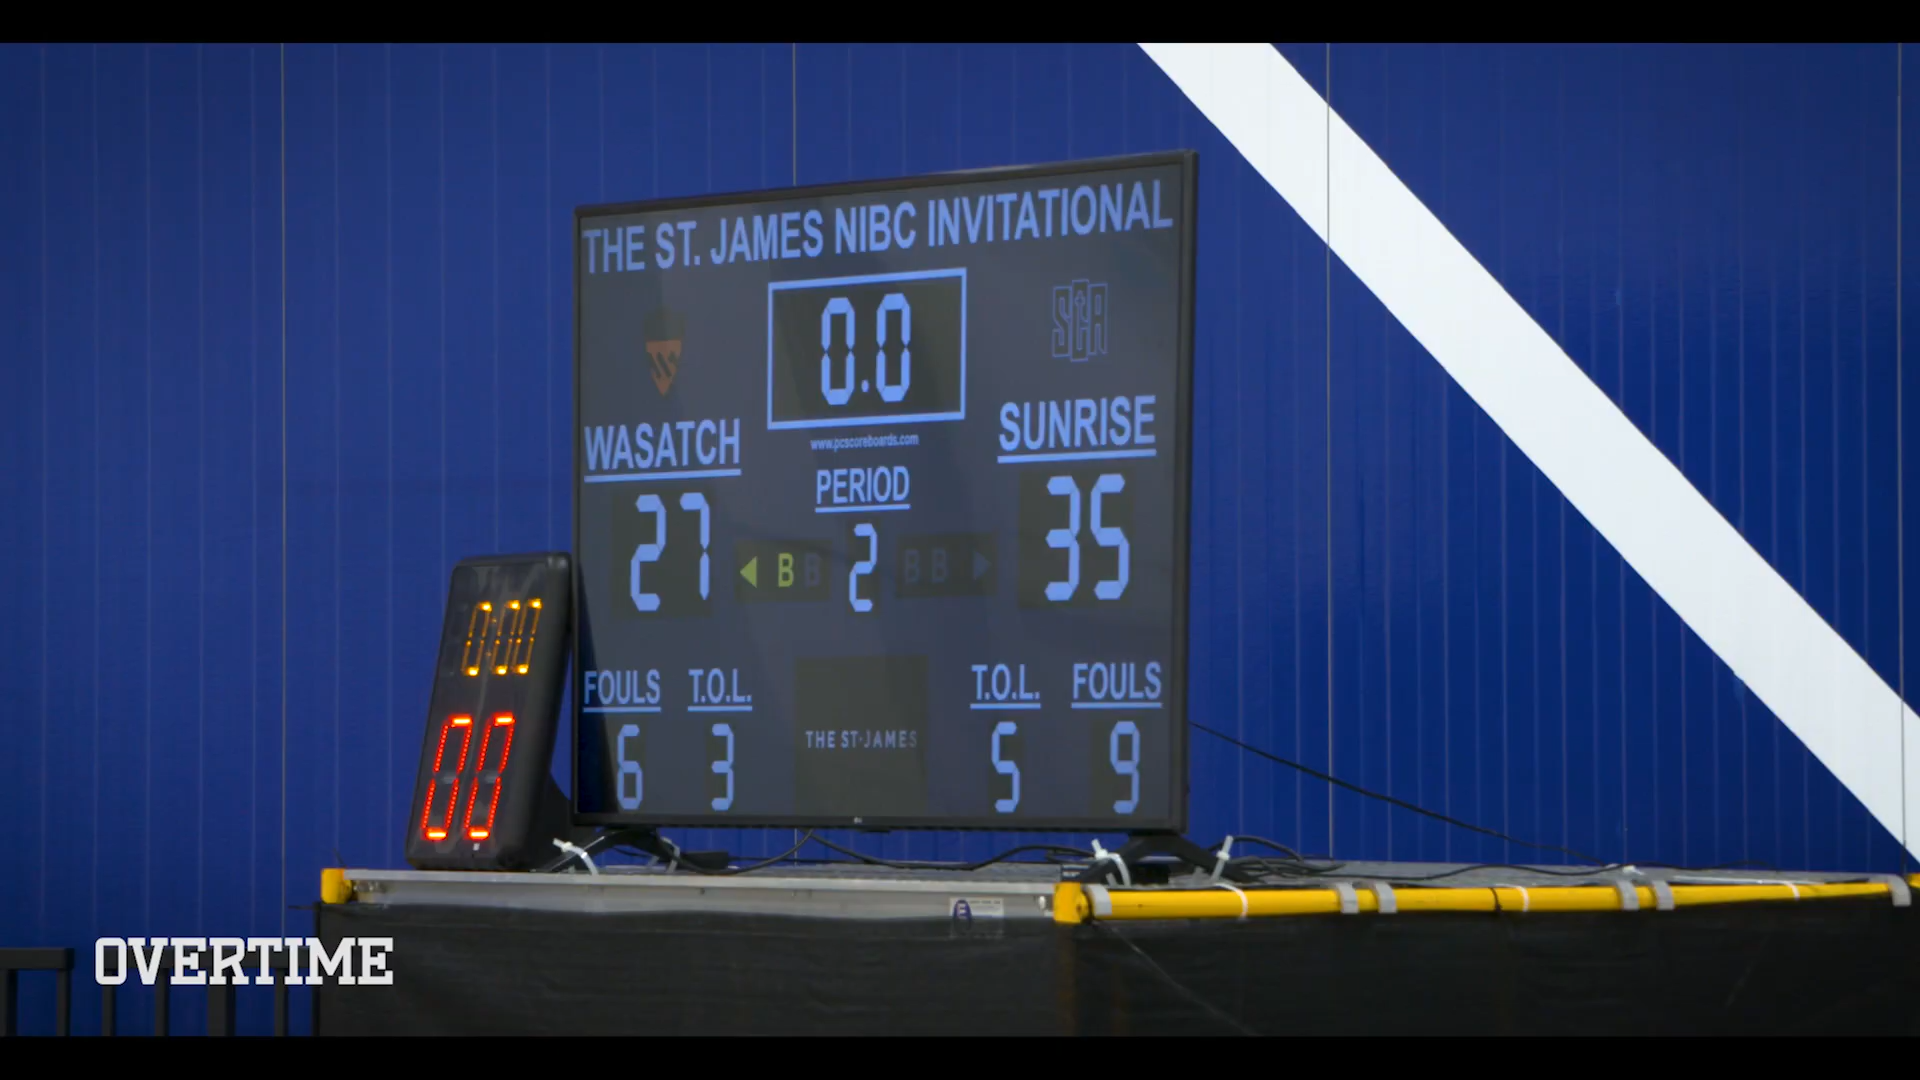 THE ST. JAMES NIBC INVITATIONAL
0.0
SCA
WASATCH
www.pcscoreboards.com
SUNRISE
PERIOD
27
B B
2
B B
35
0:00
00
FOULS
T.O.L.
T.O.L.
FOULS
6
3
THE ST·JAMES
5
9
OVERTIME